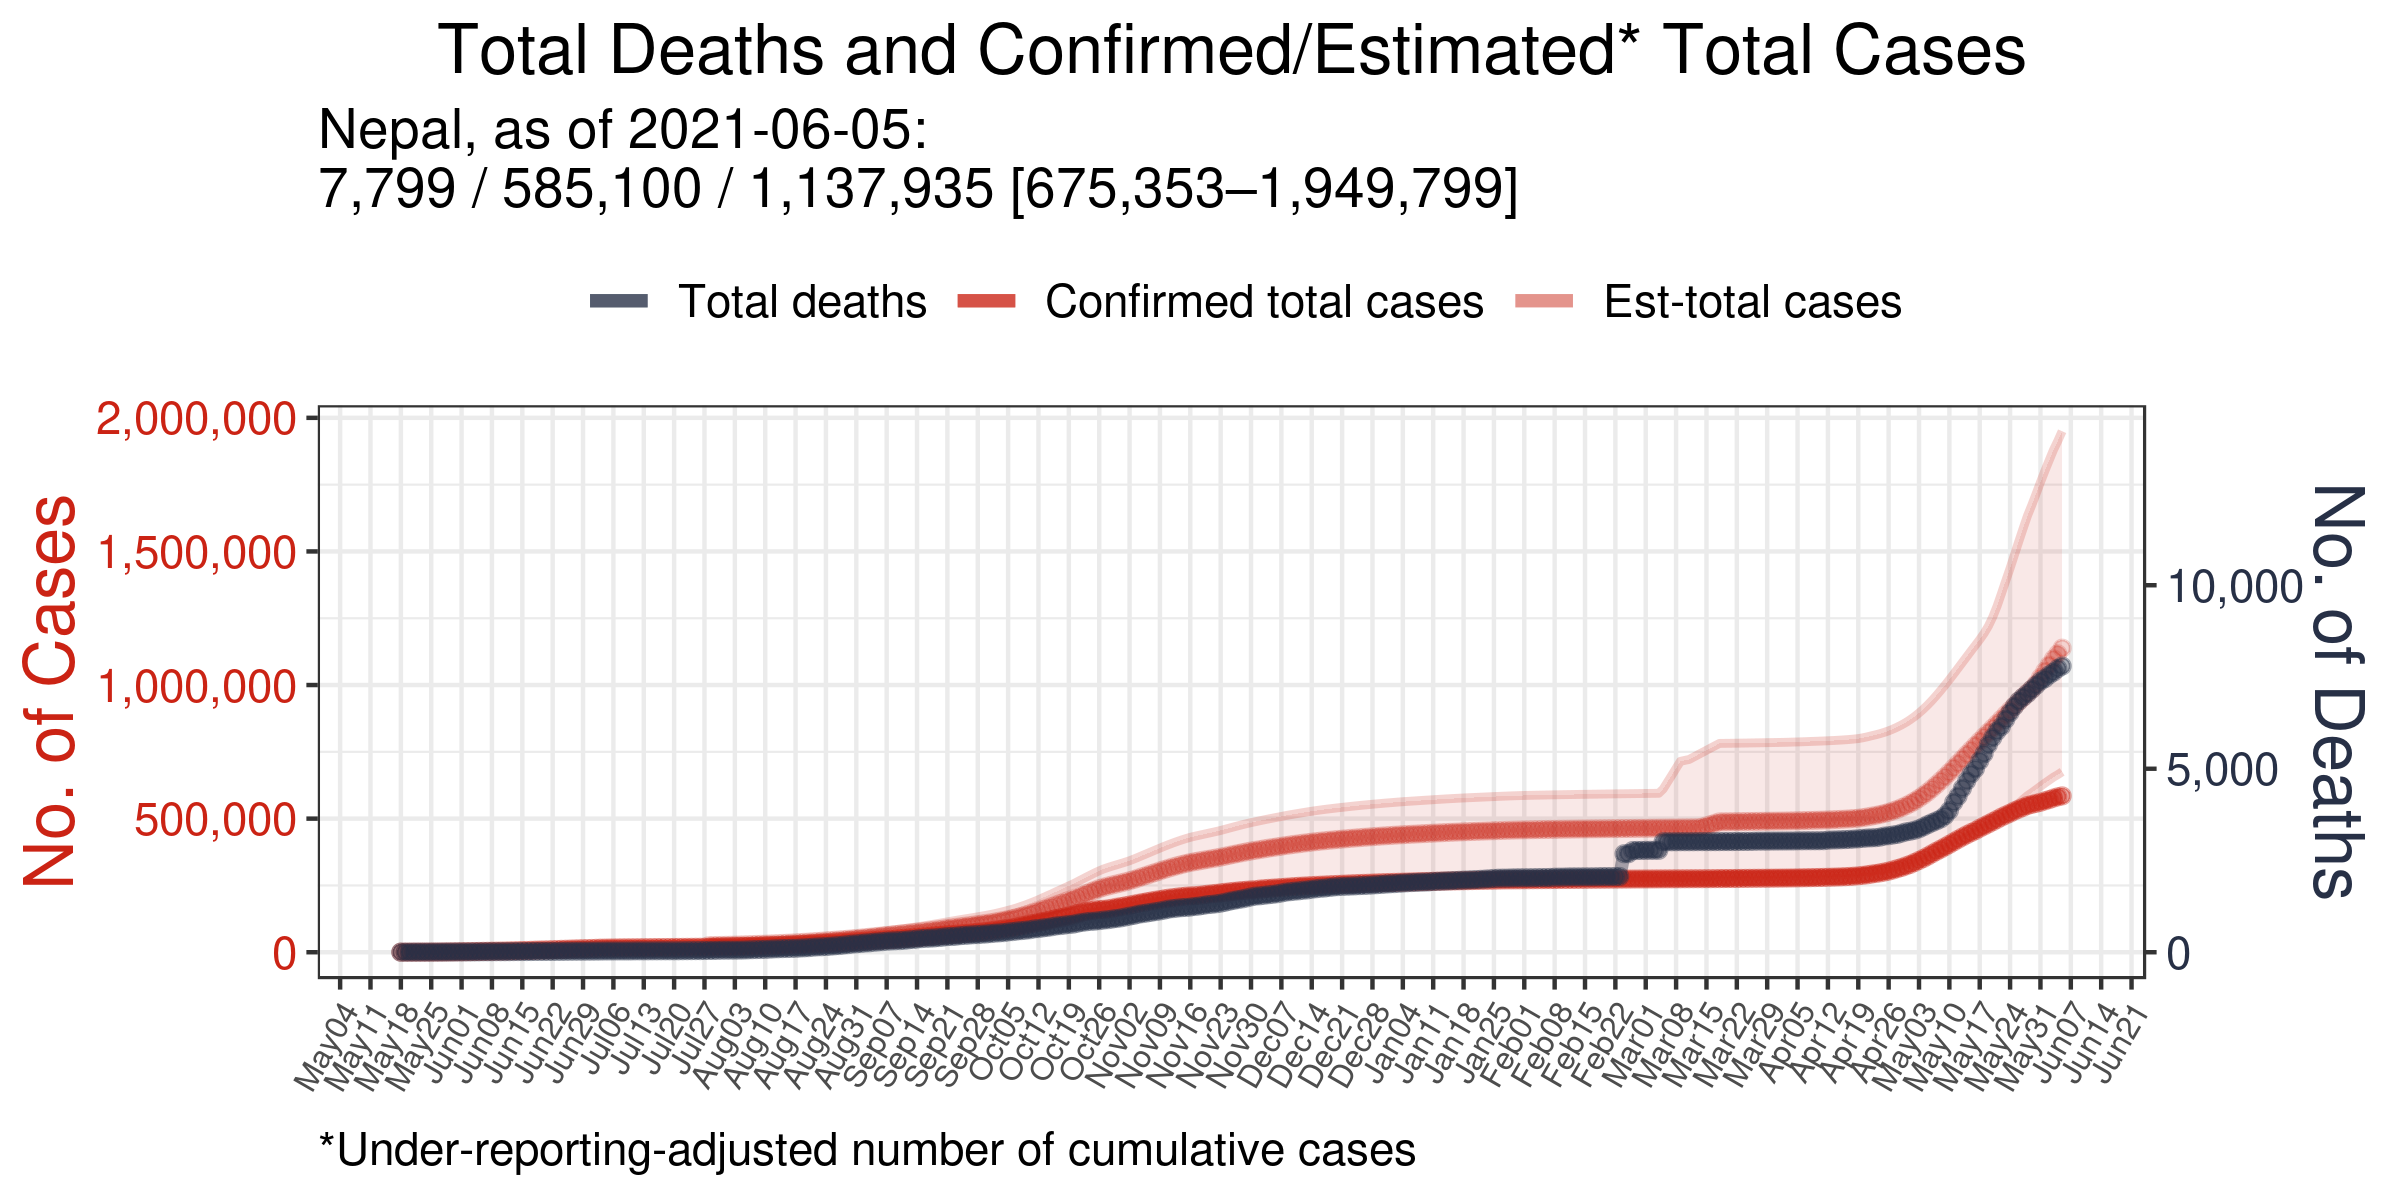 Total Deaths and Confirmed/Estimated* Total Cases
Nepal, as of 2021-06-05:
7,799 / 585,100 / 1,137,935 [675,353–1,949,799]
Total deaths
Confirmed total cases
Est-total cases
No. of Cases
2,000,000
1,500,000
1,000,000
500,000
0
10,000
5,000
0
No. of Deaths
May04
May11
May18
May25
Jun01
Jun08
Jun15
Jun22
Jun29
Jul06
Jul13
Jul20
Jul27
Aug03
Aug10
Aug17
Aug24
Aug31
Sep07
Sep14
Sep21
Sep28
Oct05
Oct12
Oct19
Oct26
Nov02
Nov09
Nov16
Nov23
Nov30
Dec07
Dec14
Dec21
Dec28
Jan04
Jan11
Jan18
Jan25
Feb01
Feb08
Feb15
Feb22
Mar01
Mar08
Mar15
Mar22
Mar29
Apr05
Apr12
Apr19
Apr26
May03
May10
May17
May24
May31
Jun07
Jun14
Jun21
*Under-reporting-adjusted number of cumulative cases